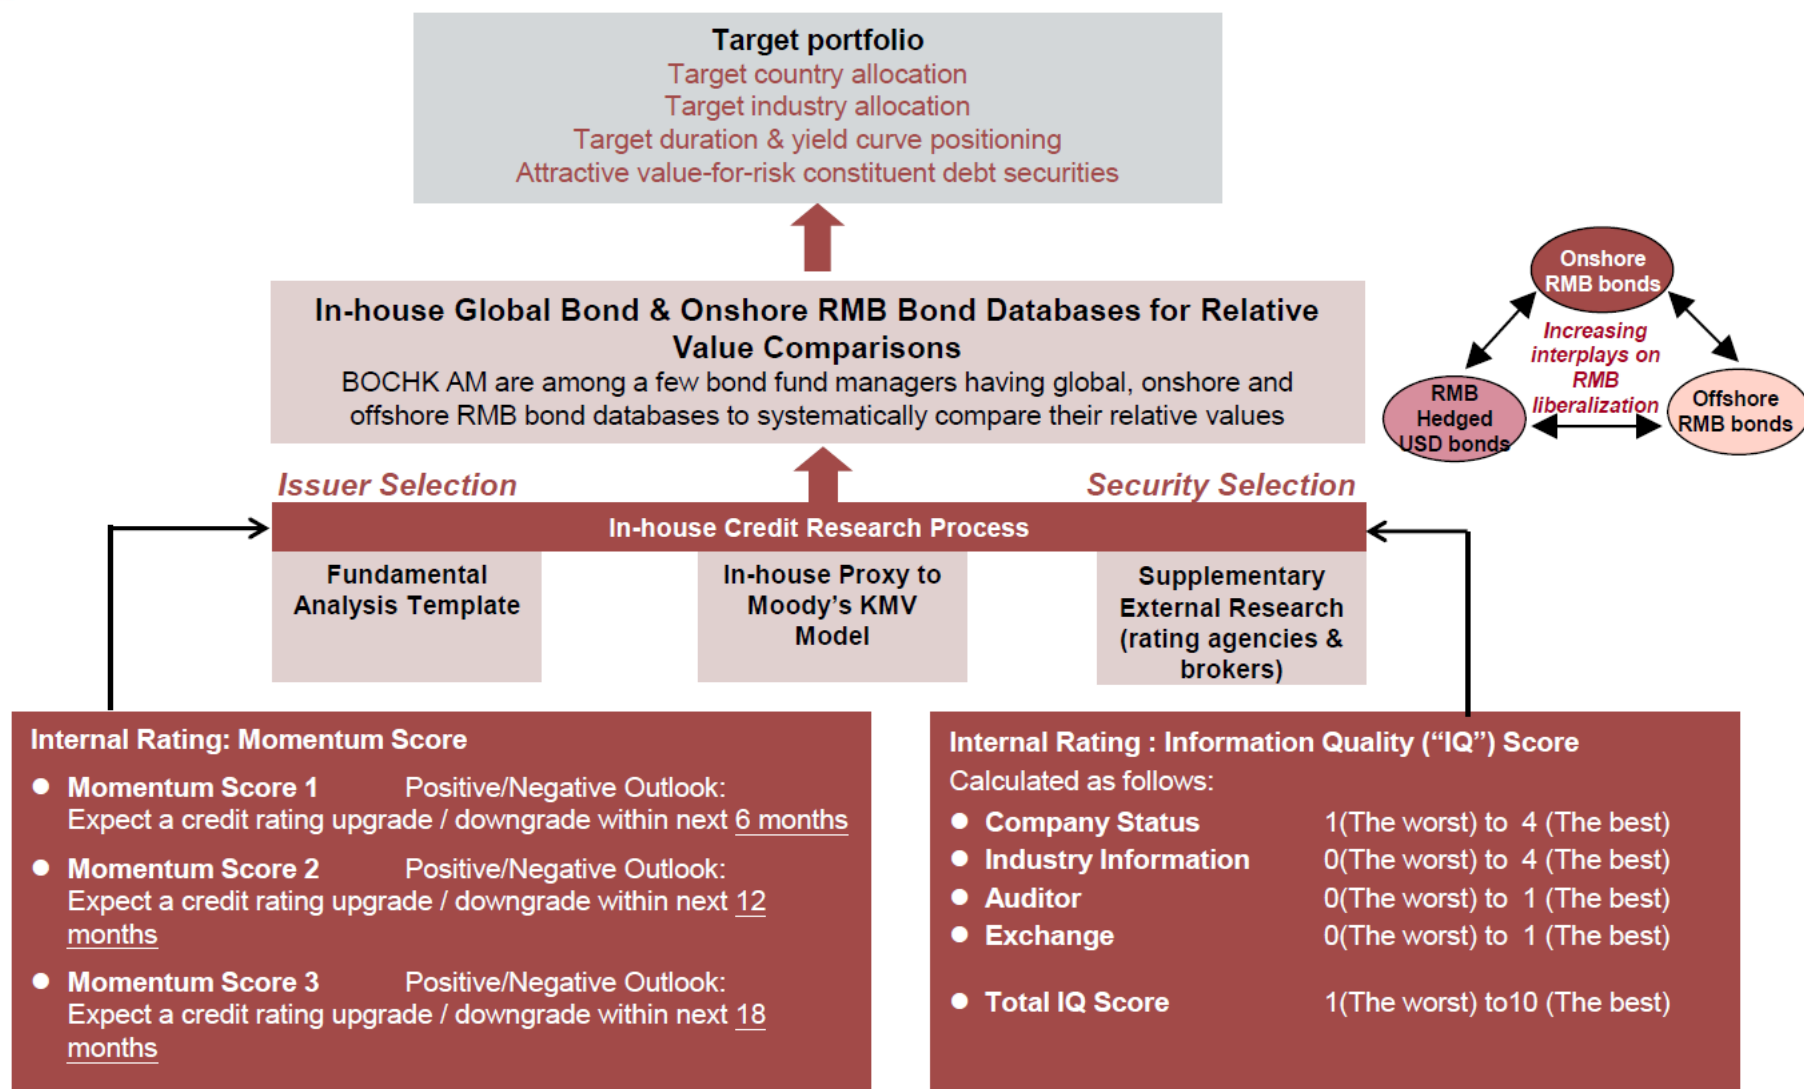 Target portfolio
Target country allocation
Target industry allocation
Target duration & yield curve positioning
Attractive value-for-risk constituent debt securities
In-house Global Bond & Onshore RMB Bond Databases for Relative
Value Comparisons
BOCHK AM are among a few bond fund managers having global, onshore and
offshore RMB bond databases to systematically compare their relative values
Onshore
RMB bonds
Increasing
interplays on
RMB
liberalization
RMB
Hedged
USD bonds
Offshore
RMB bonds
Issuer Selection
Security Selection
In-house Credit Research Process
Fundamental
Analysis Template
In-house Proxy to
Moody’s KMV
Model
Supplementary
External Research
(rating agencies &
brokers)
Internal Rating: Momentum Score
● Momentum Score 1 Positive/Negative Outlook:
Expect a credit rating upgrade / downgrade within next 6 months
● Momentum Score 2 Positive/Negative Outlook:
Expect a credit rating upgrade / downgrade within next 12
months
● Momentum Score 3 Positive/Negative Outlook:
Expect a credit rating upgrade / downgrade within next 18
months
Internal Rating : Information Quality (“IQ”) Score
Calculated as follows:
● Company Status 1(The worst) to 4 (The best)
● Industry Information 0(The worst) to 4 (The best)
● Auditor 0(The worst) to 1 (The best)
● Exchange 0(The worst) to 1 (The best)
● Total IQ Score 1(The worst) to10 (The best)